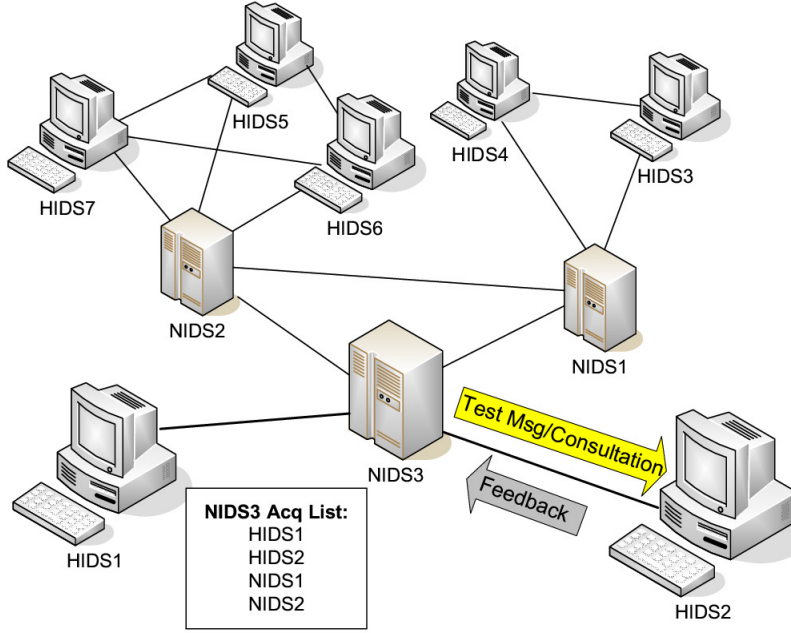 HIDS5
HIDS4
HIDS3
HIDS7
HIDS6
NIDS2
NIDS1
Test Msg/Consultation
NIDS3
Feedback
HIDS1
NIDS3 Acq List:
HIDS1
HIDS2
NIDS1
NIDS2
HIDS2